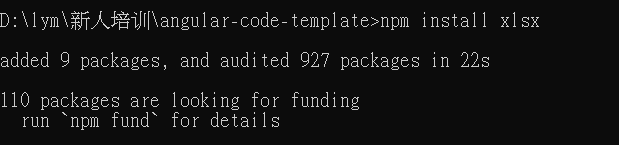 D:\lym\新人培训\angular-code-template>npm install xlsx
added 9 packages, and audited 927 packages in 22s
110 packages are looking for funding
run `npm fund` for details